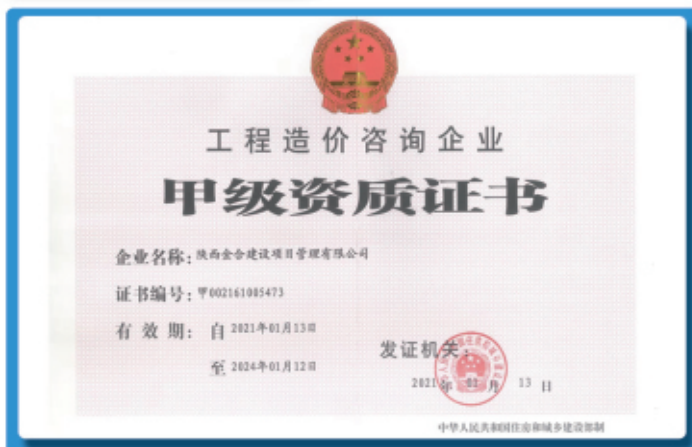 工程造价咨询企业
甲级资质证书
企业名称：陕西金合建设项目管理有限公司
证书编号：甲002161005473
有 效 期： 自 2021年01月13日
至 2024年01月12日
发证机关：
2021年 月 13 日
中华人民共和国住房和城乡建设部制